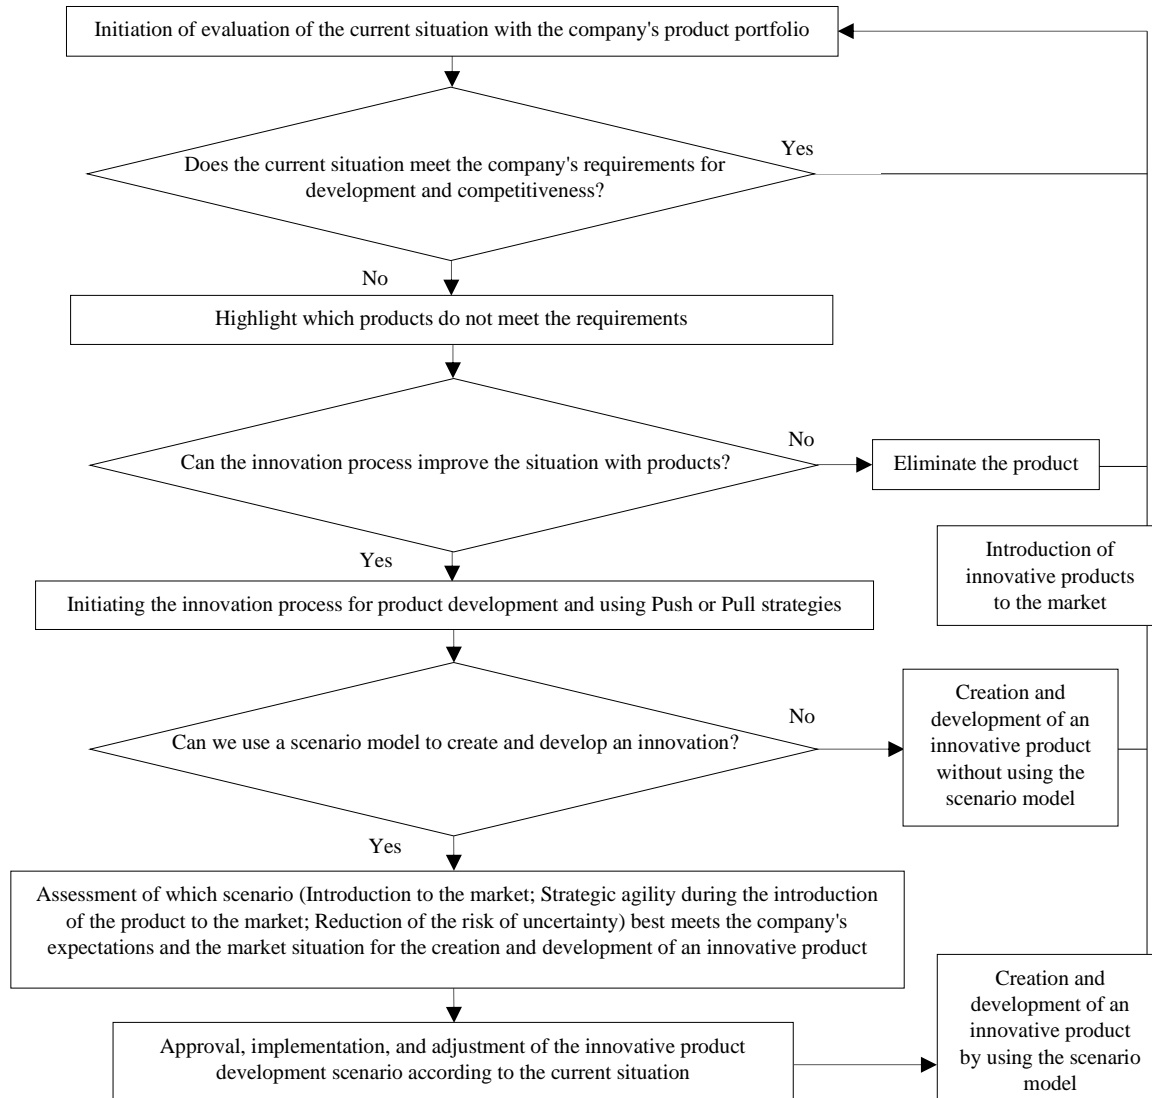 Initiation of evaluation of the current situation with the company's product portfolio
Does the current situation meet the company's requirements for
development and competitiveness?
Yes
No
Highlight which products do not meet the requirements
Can the innovation process improve the situation with products?
No
Eliminate the product
Yes
Introduction of
innovative products
to the market
Initiating the innovation process for product development and using Push or Pull strategies
Can we use a scenario model to create and develop an innovation?
No
Creation and
development of an
innovative product
without using the
scenario model
Yes
Assessment of which scenario (Introduction to the market; Strategic agility during the introduction
of the product to the market; Reduction of the risk of uncertainty) best meets the company's
expectations and the market situation for the creation and development of an innovative product
Approval, implementation, and adjustment of the innovative product
development scenario according to the current situation
Creation and
development of an
innovative product
by using the scenario
model